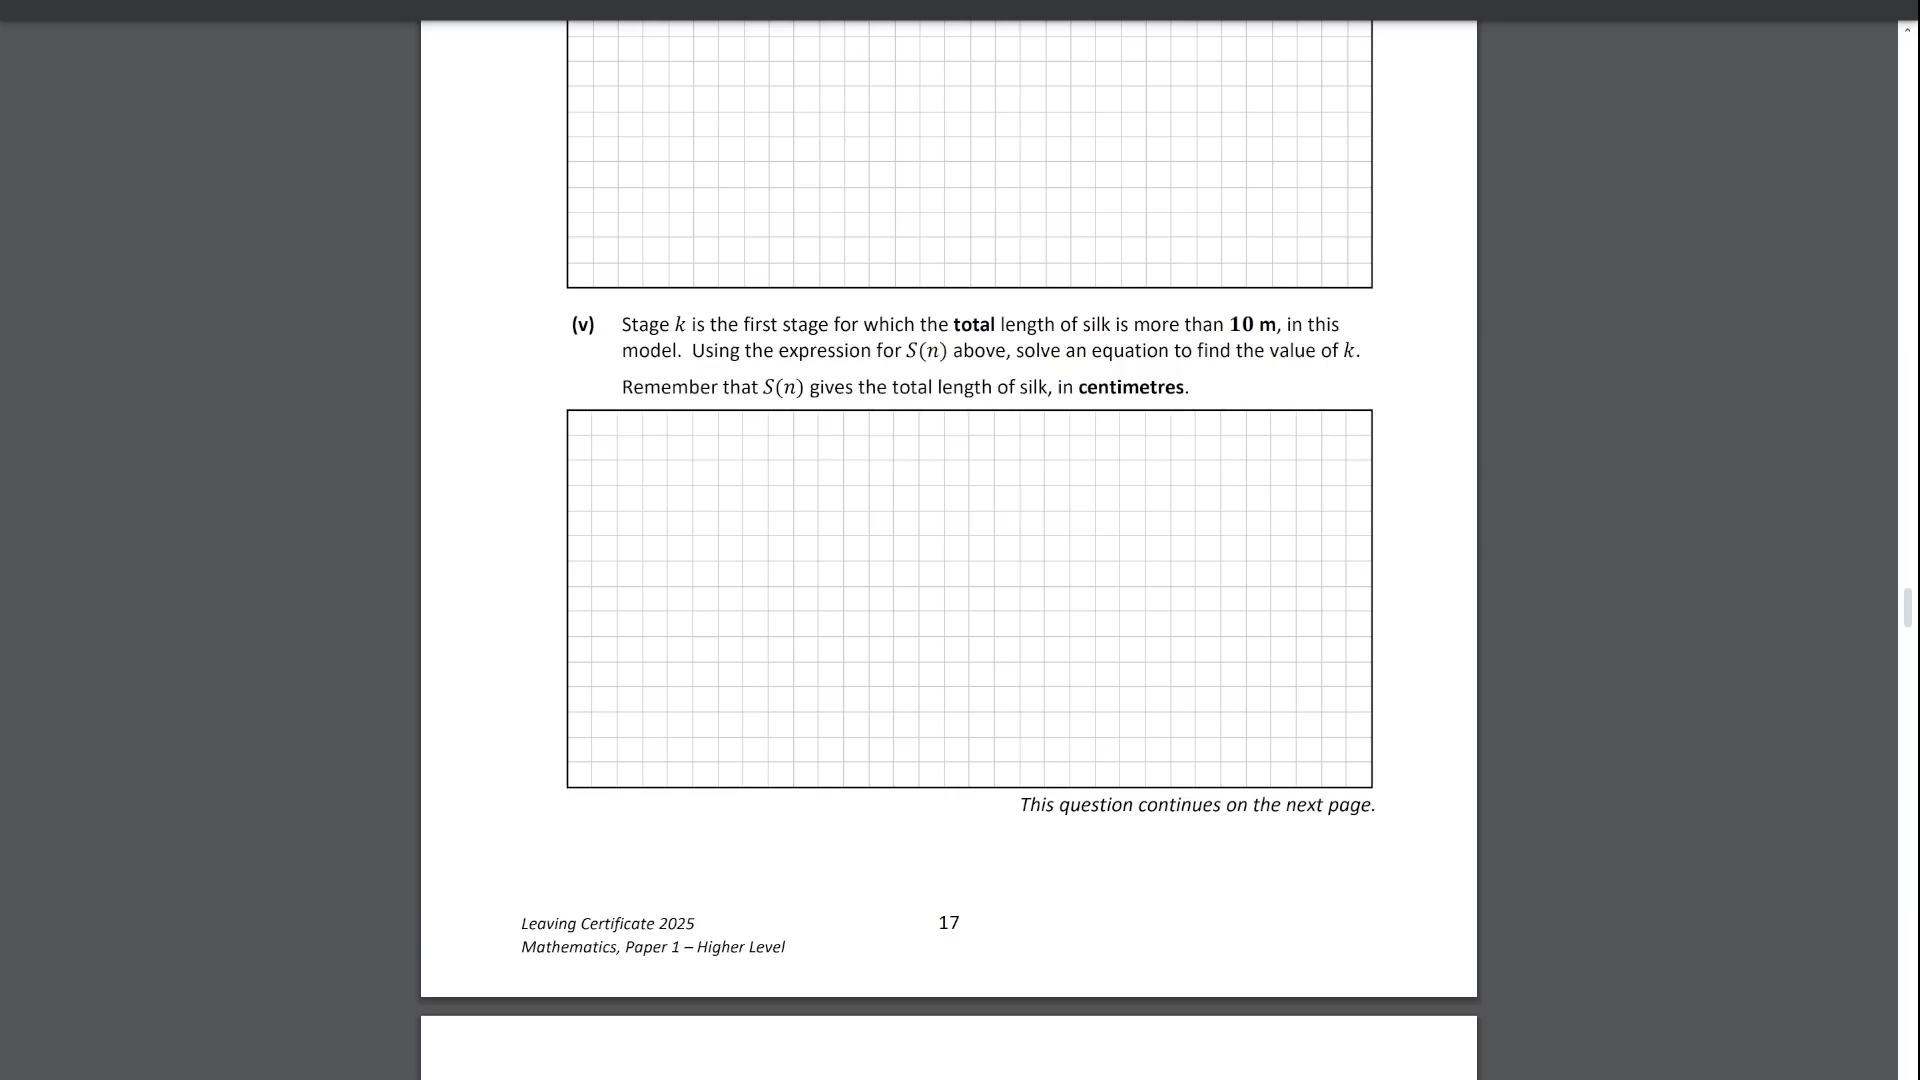 (v) Stage k is the first stage for which the total length of silk is more than 10 m, in this
model. Using the expression for S(n) above, solve an equation to find the value of k.
Remember that S(n) gives the total length of silk, in centimetres.
This question continues on the next page.
Leaving Certificate 2025
17
Mathematics, Paper 1 – Higher Level